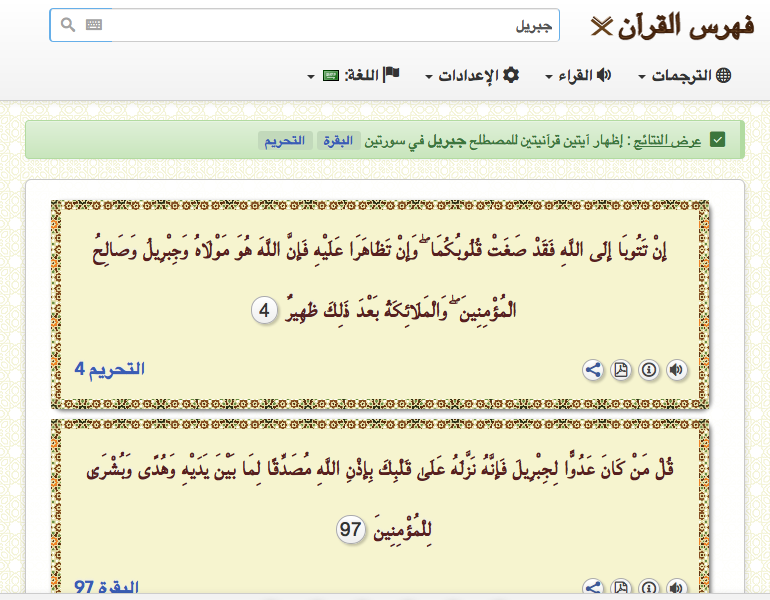 فهرس القرآن
جبريل
الترجمات القراء الإعدادات اللغة:
عرض النتائج : إظهار آيتين قرآنيتين للمصطلح جبريل في سورتين البقرة التحريم
إِنْ تَتُوبَا إِلَى اللَّهِ فَقَدْ صَغَتْ قُلُوبُكُمَا ۖ وَإِنْ تَظَاهَرَا عَلَيْهِ فَإِنَّ اللَّهَ هُوَ مَوْلَاهُ وَجِبْرِيلُ وَصَالِحُ
الْمُؤْمِنِينَ ۖ وَالْمَلَائِكَةُ بَعْدَ ذَٰلِكَ ظَهِيرٌ 4
التحريم 4
قُلْ مَنْ كَانَ عَدُوًّا لِجِبْرِيلَ فَإِنَّهُ نَزَّلَهُ عَلَىٰ قَلْبِكَ بِإِذْنِ اللَّهِ مُصَدِّقًا لِمَا بَيْنَ يَدَيْهِ وَهُدًى وَبُشْرَىٰ
لِلْمُؤْمِنِينَ 97
البقرة 97